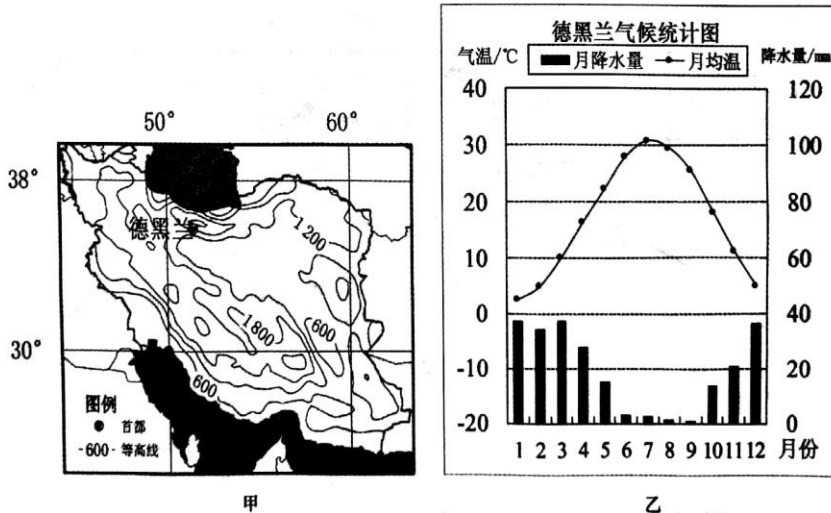 50° 60°
38°
德黑兰
1 200
1 800
600
30°
600
图例
首都
-600- 等高线
甲
德黑兰气候统计图
气温/℃ 月降水量 月均温 降水量/mm
40 120
30 100
20 80
10 60
0 40
-10 20
-20 0
1 2 3 4 5 6 7 8 9 10 11 12 月份
乙